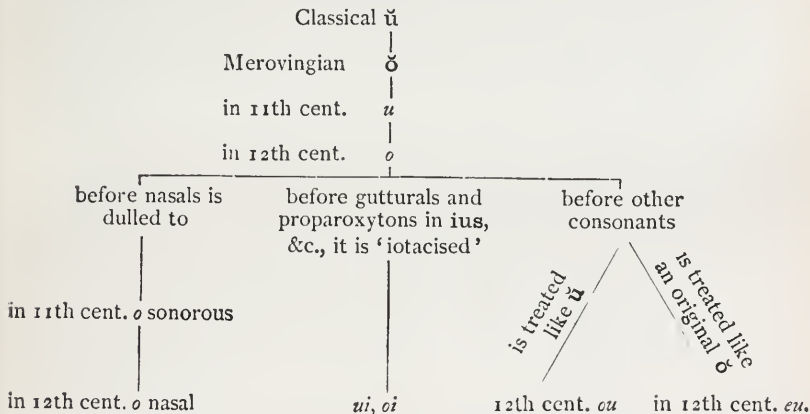 Classical ŭ
Merovingian ŏ
in 11th cent. u
in 12th cent. o
before nasals is
dulled to
before gutturals and
proparoxytons in ius,
&c., it is ‘iotacised’
before other
consonants
is treated
like ŭ
is treated like
an original ŏ
in 11th cent. o sonorous
in 12th cent. o nasal
ui, oi
12th cent. ou
in 12th cent. eu.